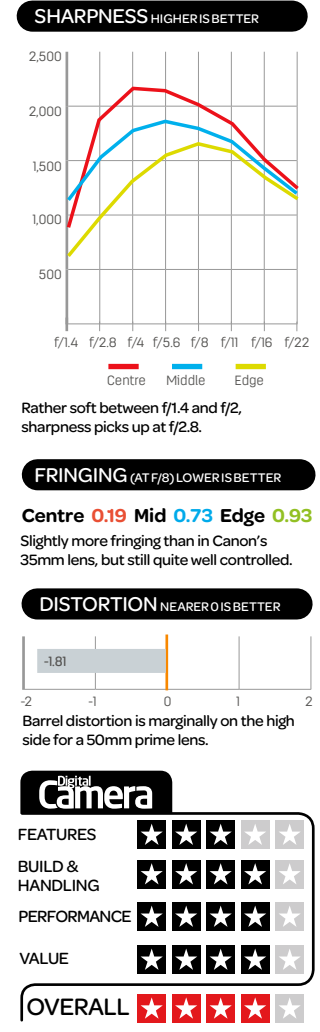 SHARPNESS HIGHER IS BETTER
2,500
2,000
1,500
1,000
500
f/1.4 f/2.8 f/4 f/5.6 f/8 f/11 f/16 f/22
Centre Middle Edge
Rather soft between f/1.4 and f/2,
sharpness picks up at f/2.8.
FRINGING (AT F/8) LOWER IS BETTER
Centre 0.19 Mid 0.73 Edge 0.93
Slightly more fringing than in Canon's
35mm lens, but still quite well controlled.
DISTORTION NEARER 0 IS BETTER
-1.81
-2 -1 0 1 2
Barrel distortion is marginally on the high
side for a 50mm prime lens.
Digital
Camera
FEATURES
BUILD &
HANDLING
PERFORMANCE
VALUE
OVERALL